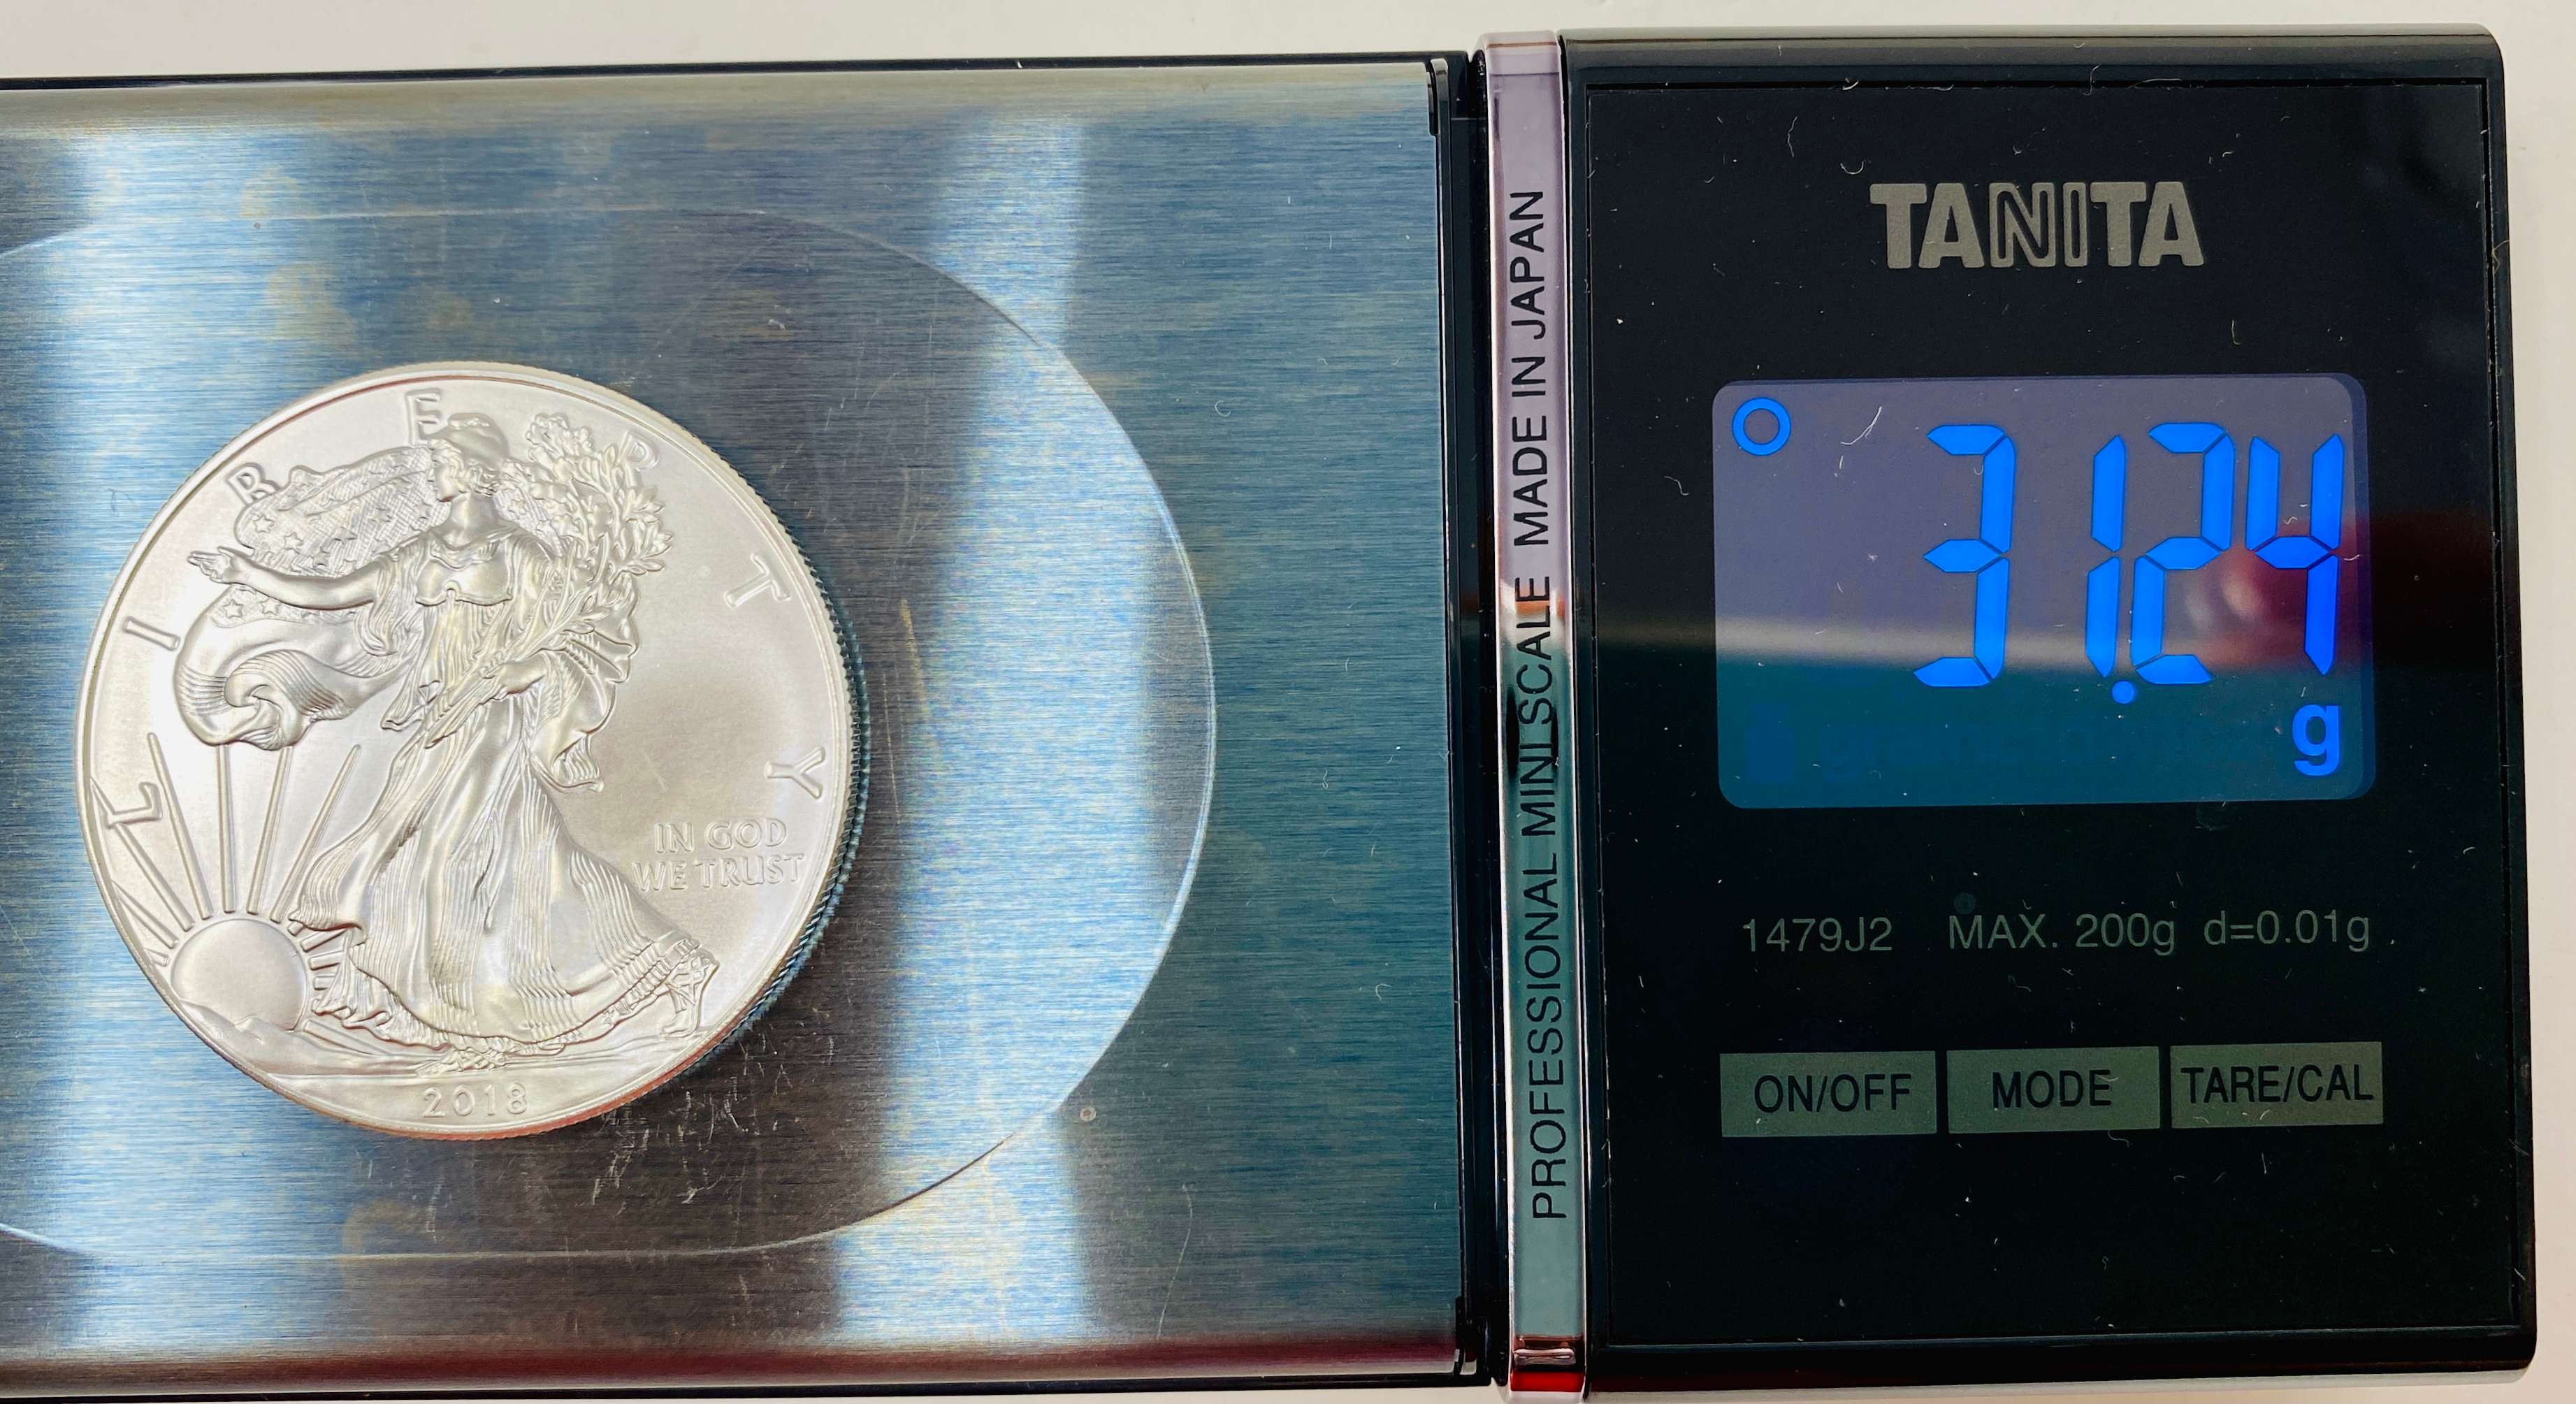 LIBERTY
IN GOD
WE TRUST
2018
PROFESSIONAL MINI SCALE MADE IN JAPAN
TANITA
31.24
g
1479J2 MAX. 200g d=0.01g
ON/OFF MODE TARE/CAL